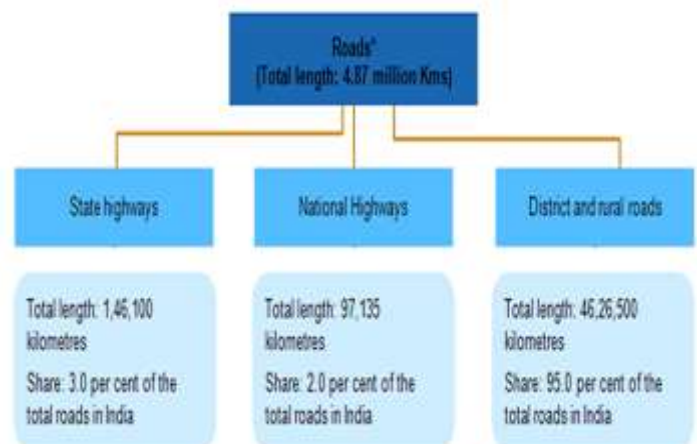 Roads*
(Total length: 4.87 million Kms)
State highways
National Highways
District and rural roads
Total length: 1,46,100
kilometres
Share: 3.0 per cent of the
total roads in India
Total length: 97,135
kilometres
Share: 2.0 per cent of the
total roads in India
Total length: 46,26,500
kilometres
Share: 95.0 per cent of the
total roads in India